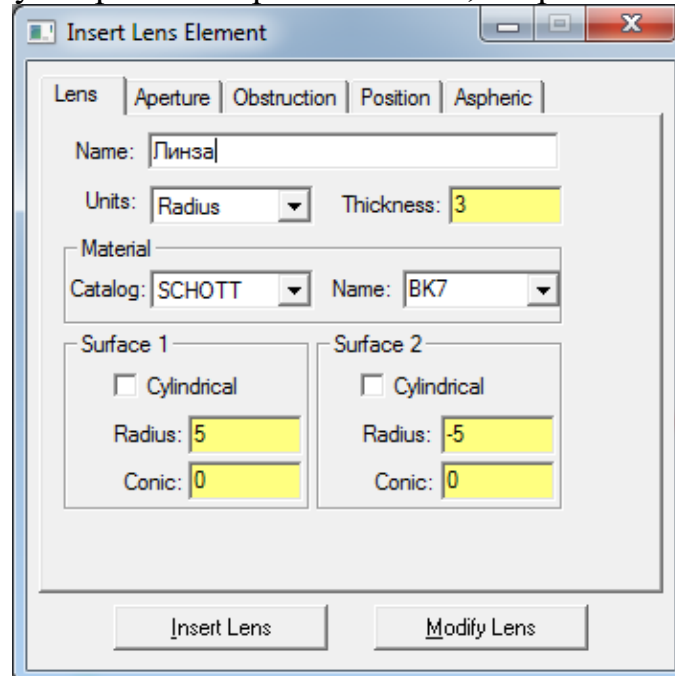 Insert Lens Element
Lens Aperture Obstruction Position Aspheric
Name: Линза
Units: Radius Thickness: 3
Material
Catalog: SCHOTT Name: BK7
Surface 1 Surface 2
Cylindrical Cylindrical
Radius: 5 Radius: -5
Conic: 0 Conic: 0
Insert Lens Modify Lens